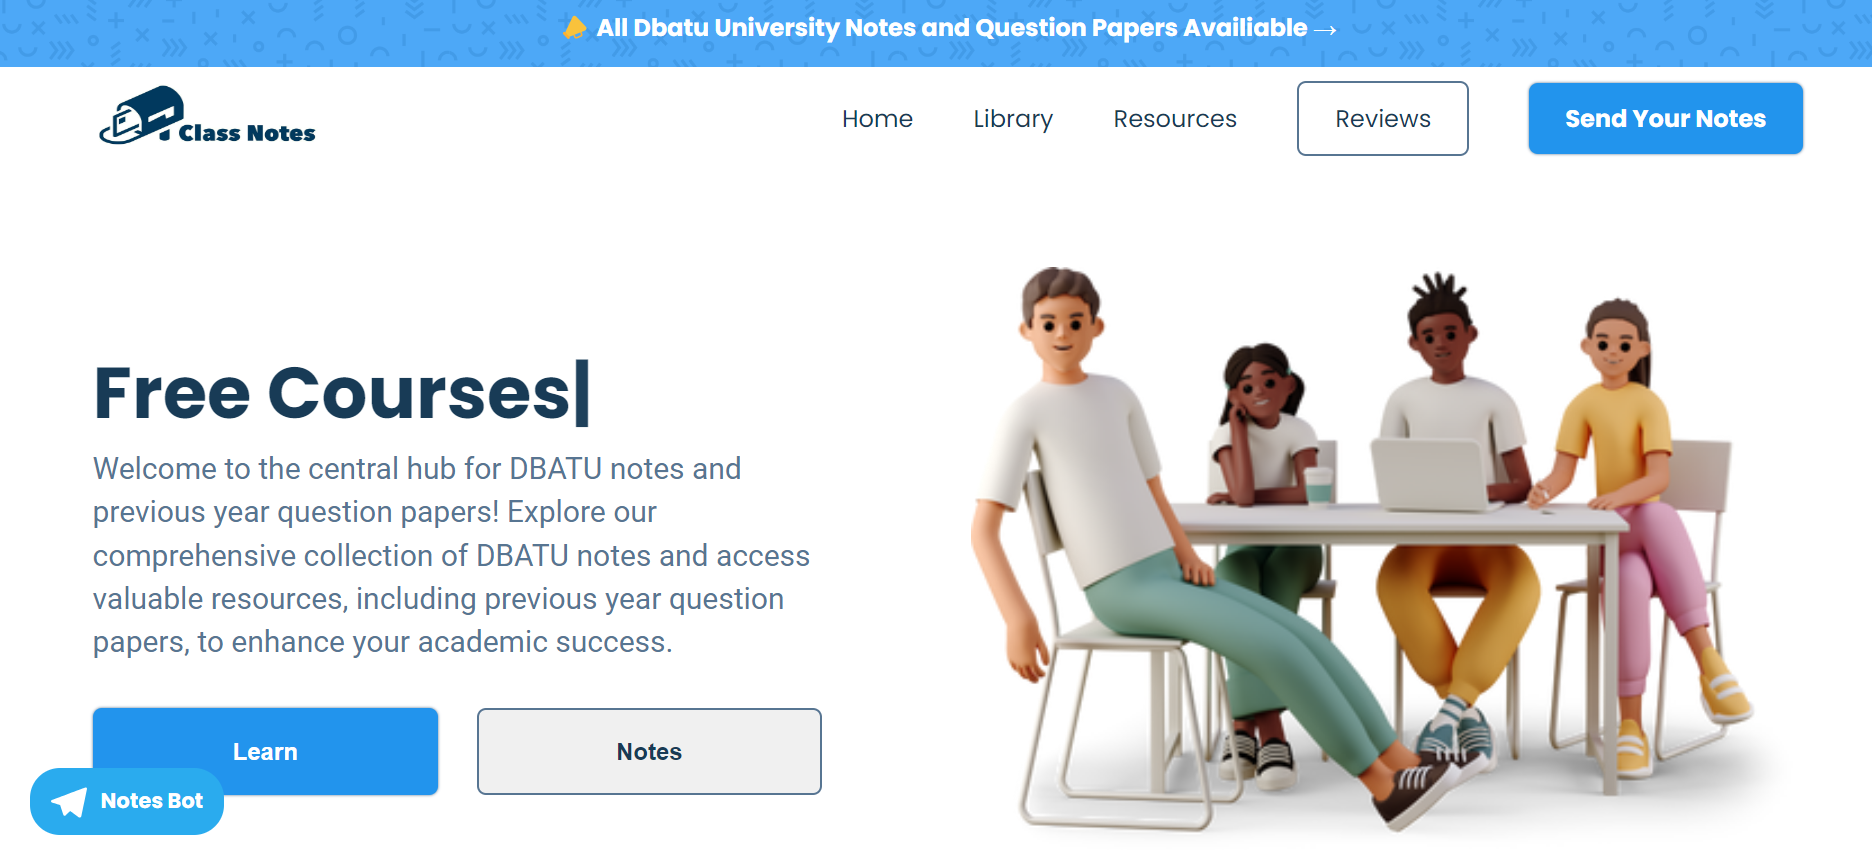 All Dbatu University Notes and Question Papers Availiable →
Class Notes
Home
Library
Resources
Reviews
Send Your Notes
Free Courses|
Welcome to the central hub for DBATU notes and
previous year question papers! Explore our
comprehensive collection of DBATU notes and access
valuable resources, including previous year question
papers, to enhance your academic success.
Learn
Notes
Notes Bot